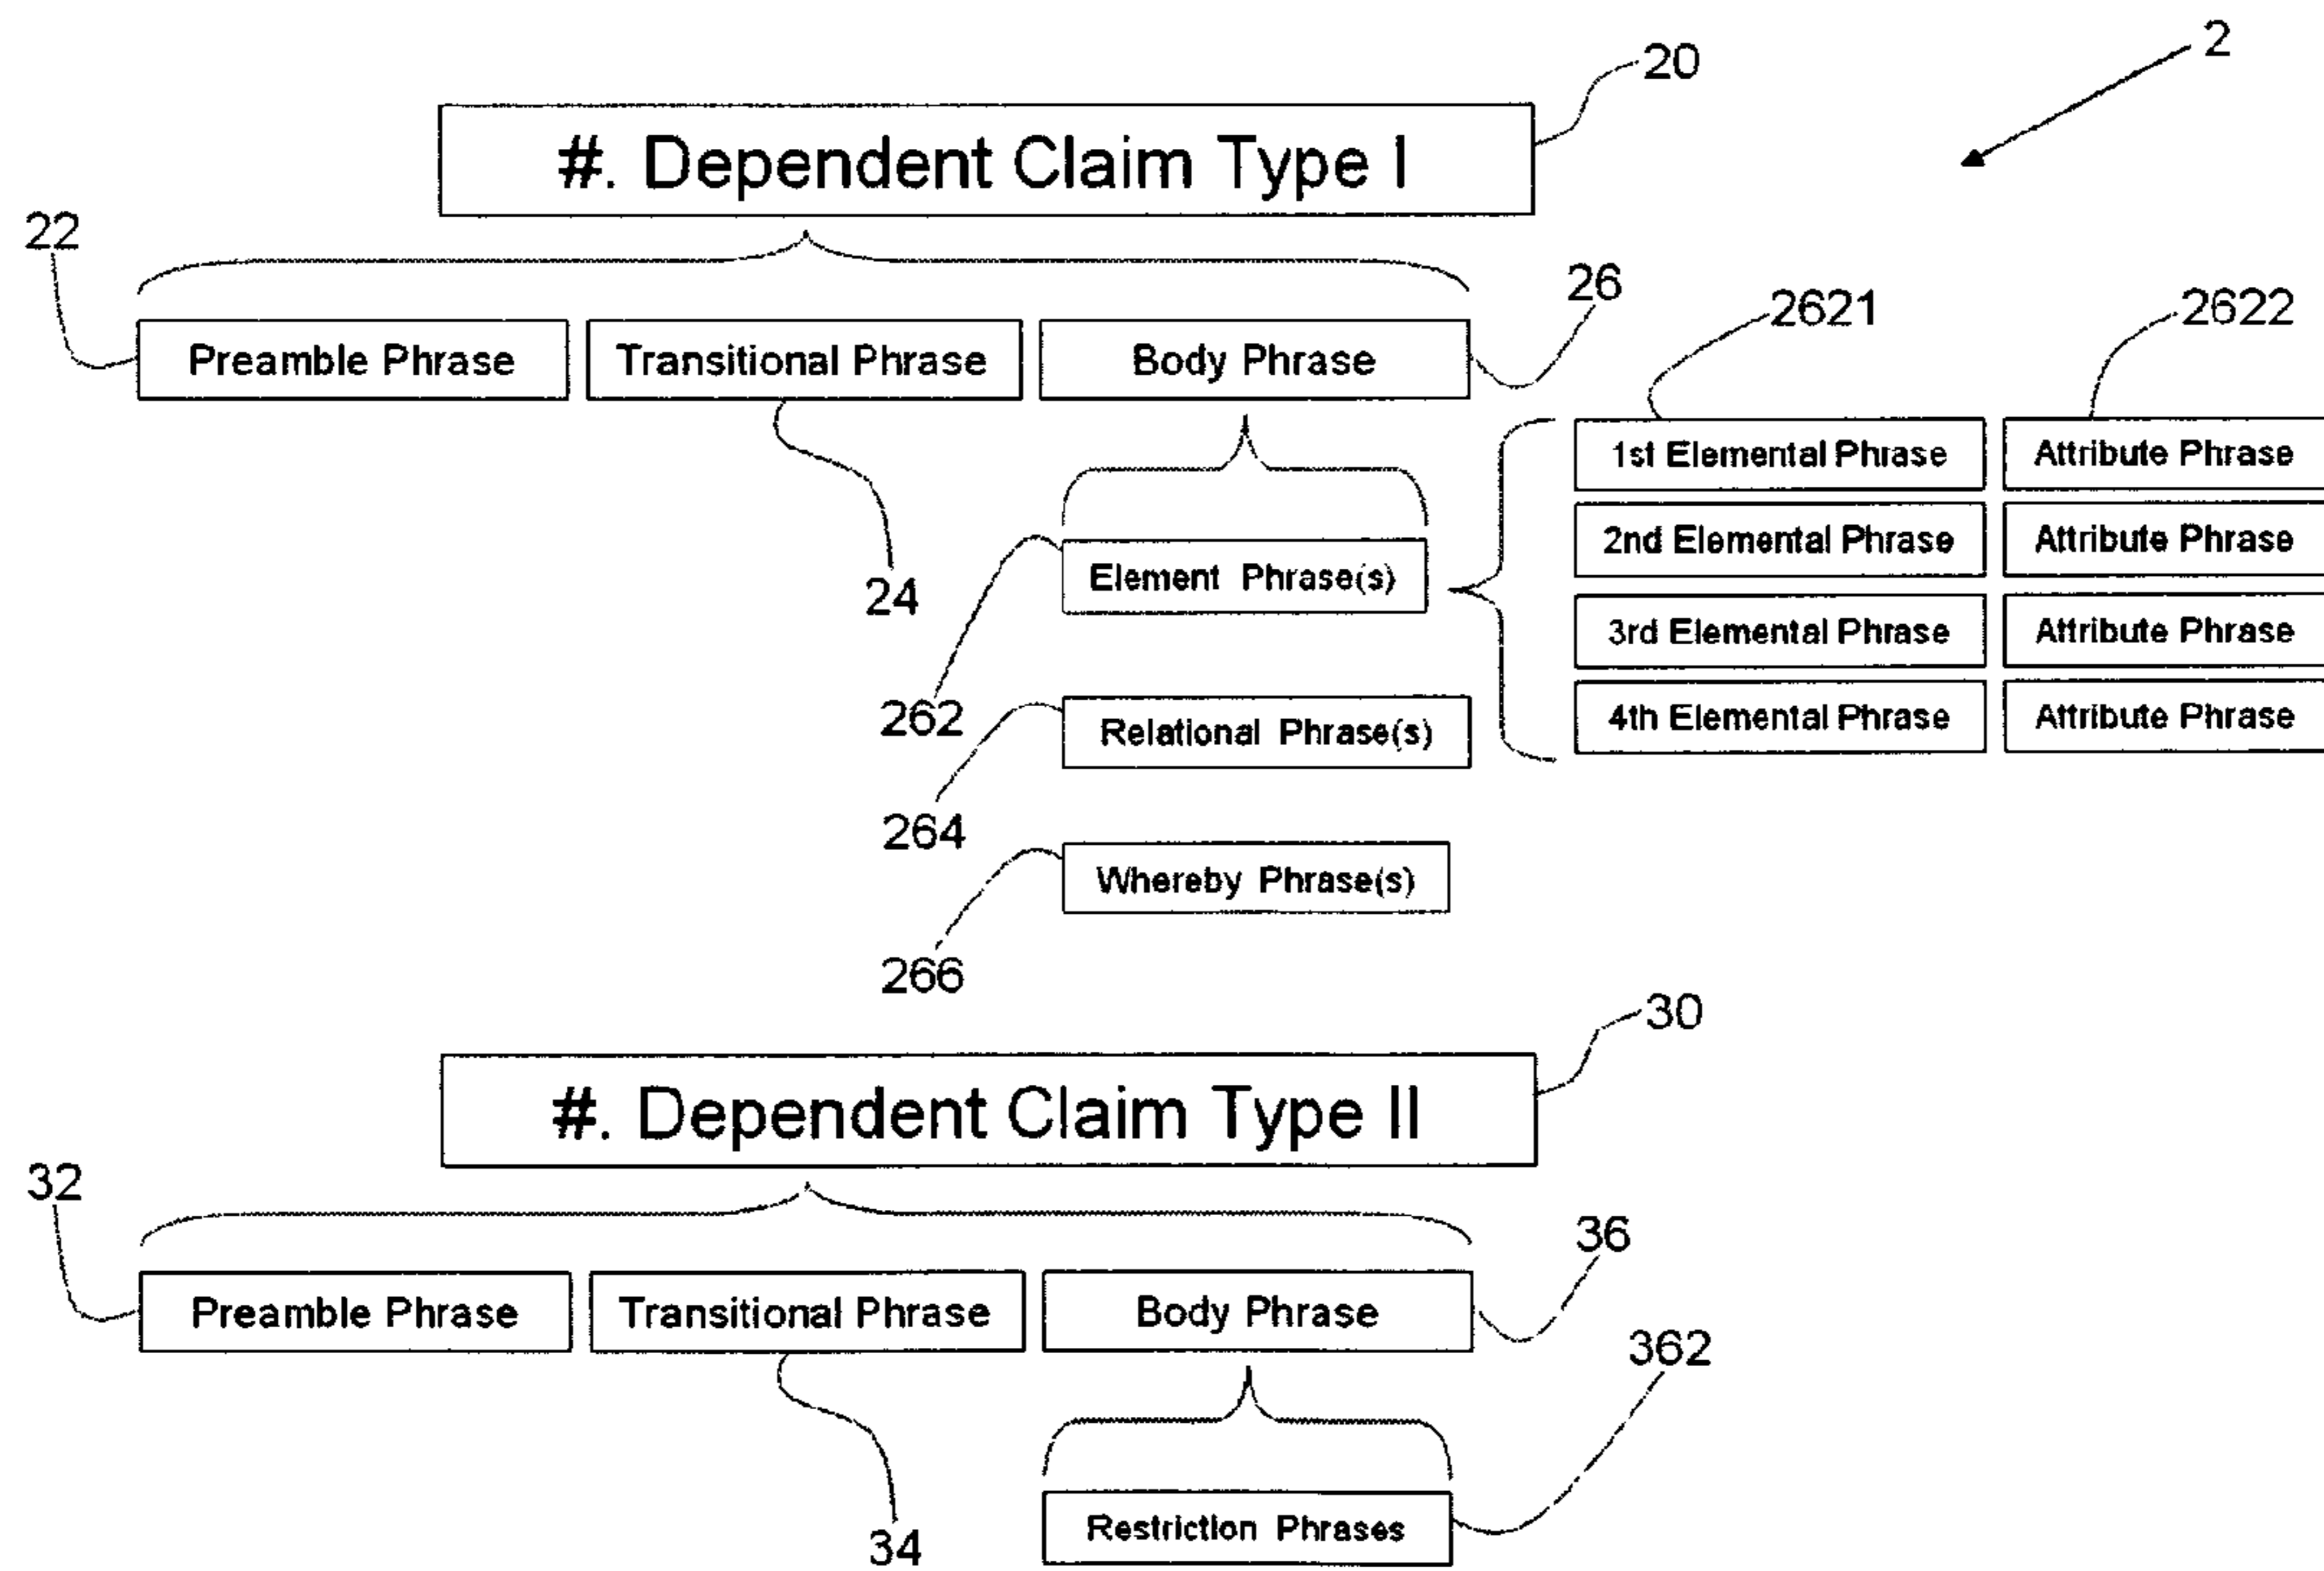 2
20
#. Dependent Claim Type I
22
26
2621
2622
Preamble Phrase
Transitional Phrase
Body Phrase
1st Elemental Phrase
Attribute Phrase
2nd Elemental Phrase
Attribute Phrase
Element Phrase(s)
24
3rd Elemental Phrase
Attribute Phrase
262
4th Elemental Phrase
Attribute Phrase
Relational Phrase(s)
264
Whereby Phrase(s)
266
30
#. Dependent Claim Type II
32
36
Preamble Phrase
Transitional Phrase
Body Phrase
362
Restriction Phrases
34